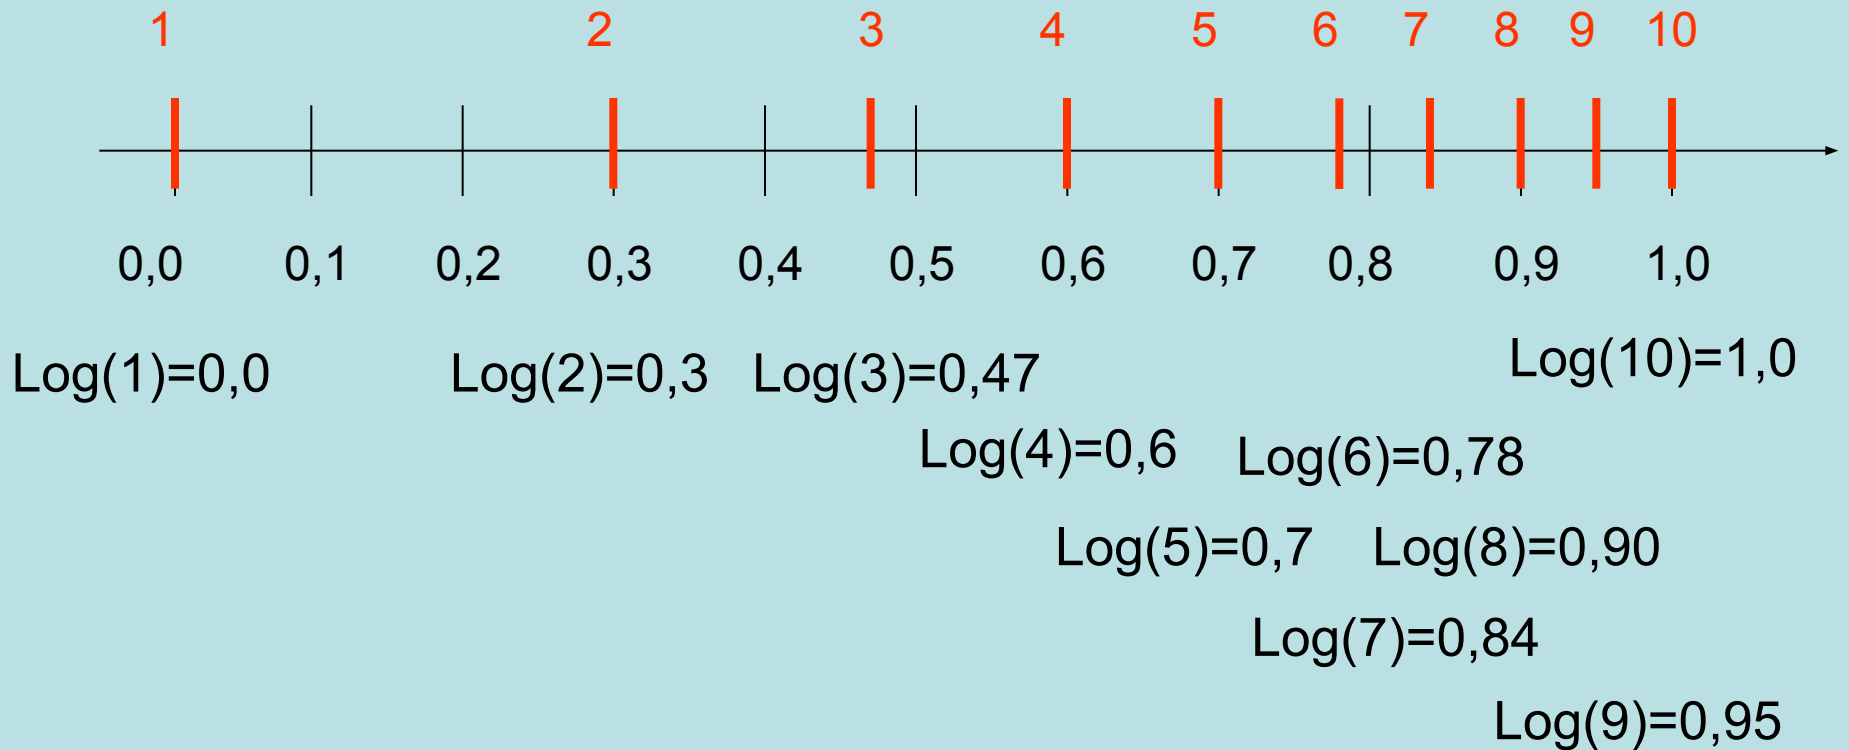 1 2 3 4 5 6 7 8 9 10
0,0 0,1 0,2 0,3 0,4 0,5 0,6 0,7 0,8 0,9 1,0
Log(1)=0,0 Log(2)=0,3 Log(3)=0,47 Log(10)=1,0
Log(4)=0,6 Log(6)=0,78
Log(5)=0,7 Log(8)=0,90
Log(7)=0,84
Log(9)=0,95